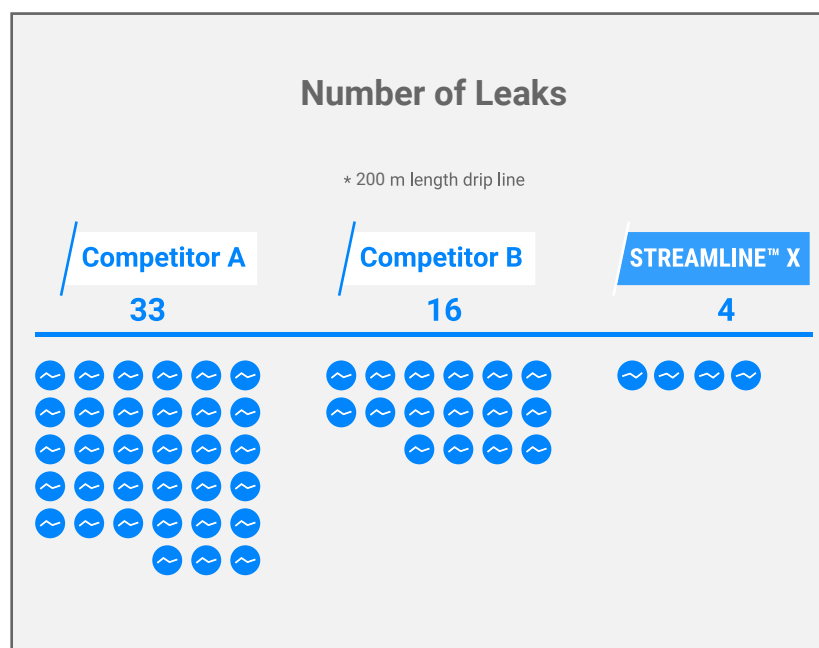 Number of Leaks
* 200 m length drip line
Competitor A
33
Competitor B
16
STREAMLINE™ X
4